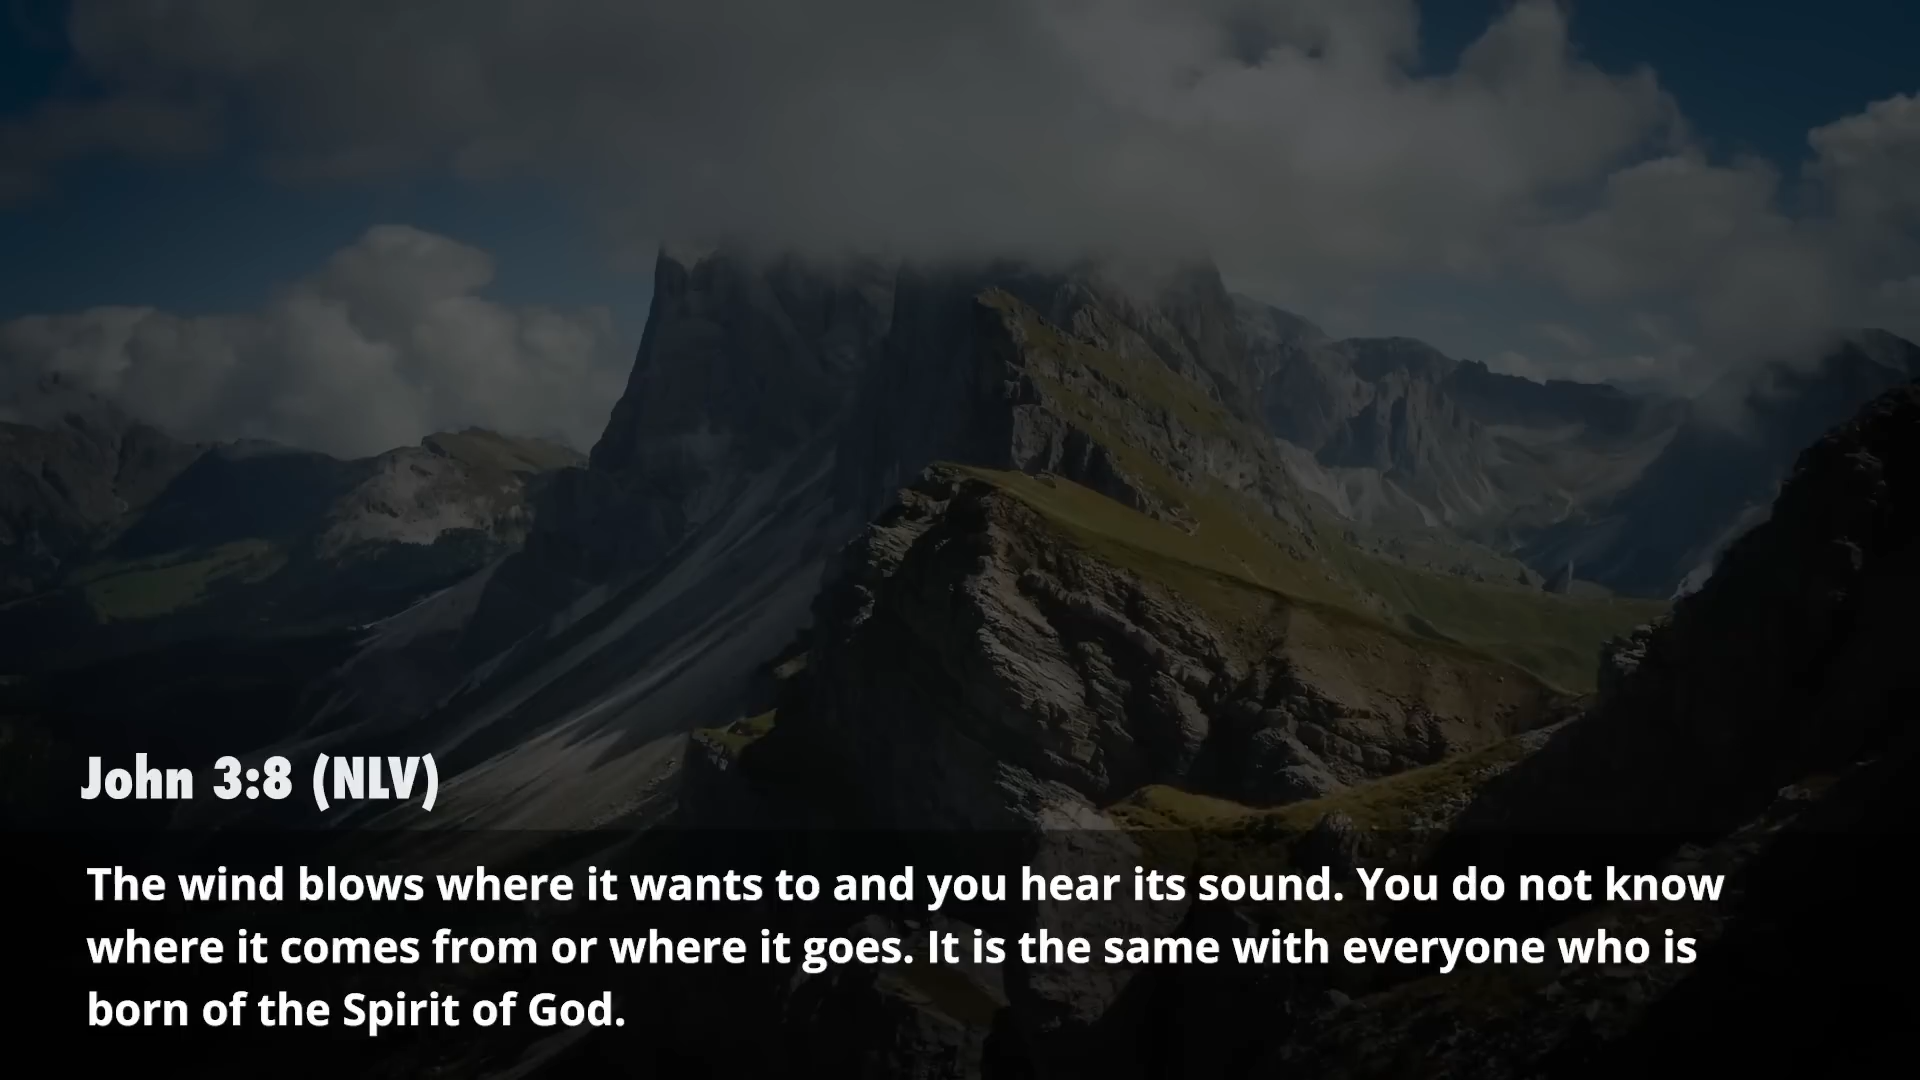 John 3:8 (NLV)
The wind blows where it wants to and you hear its sound. You do not know
where it comes from or where it goes. It is the same with everyone who is
born of the Spirit of God.